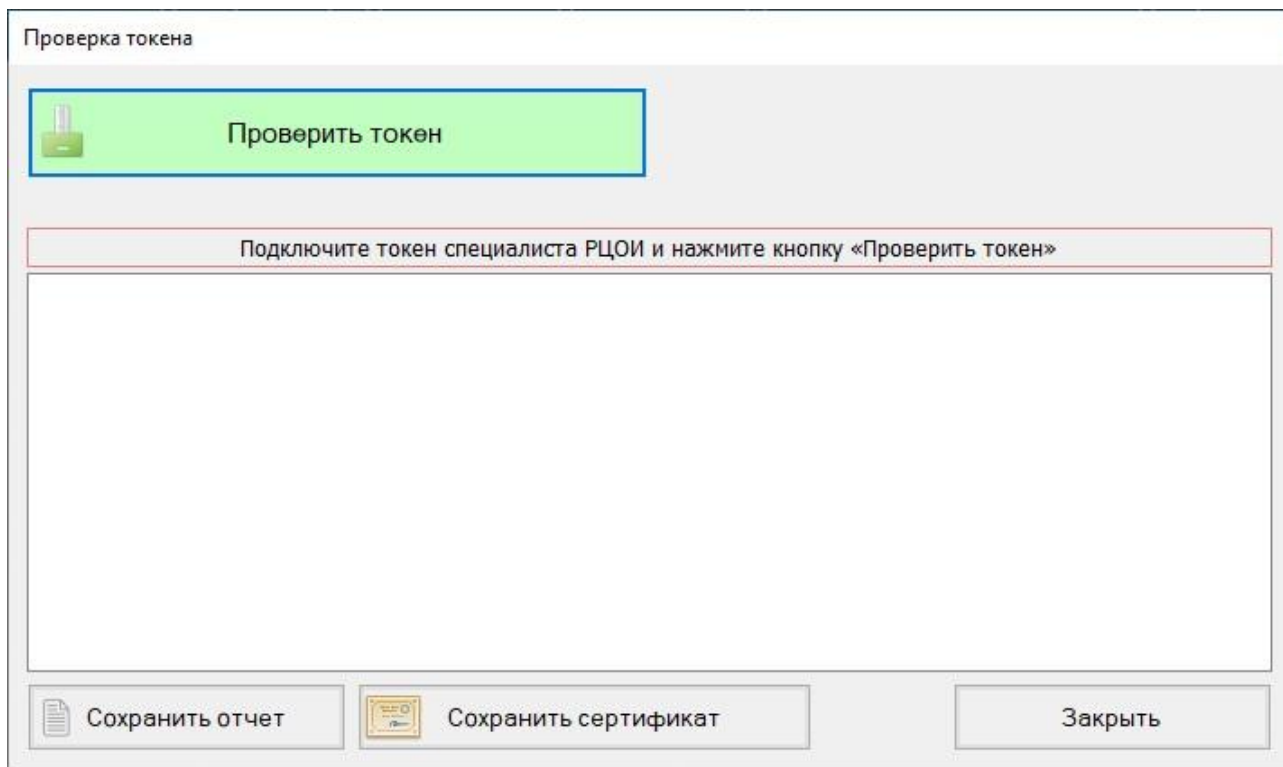 Проверка токена
Проверить токен
Подключите токен специалиста РЦОИ и нажмите кнопку «Проверить токен»
Сохранить отчет
Сохранить сертификат
Закрыть